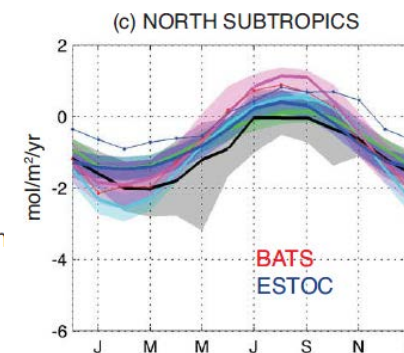 (c) NORTH SUBTROPICS
2
0
-2
-4
-6
mol/m²/yr
BATS
ESTOC
J M M J S N